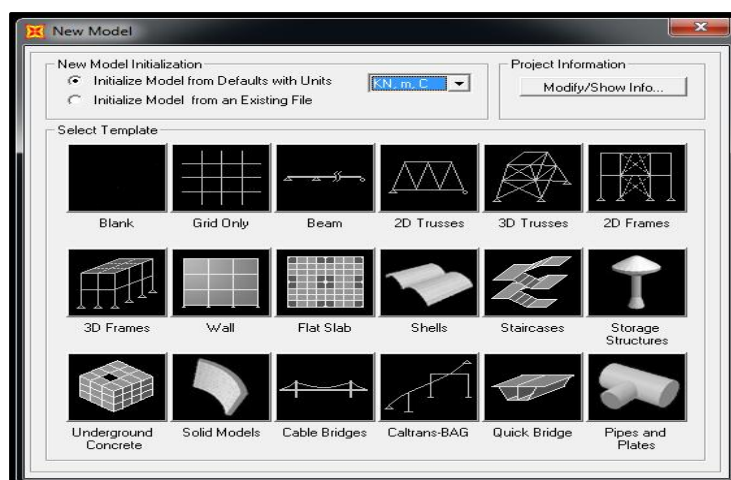 New Model
New Model Initialization
Initialize Model from Defaults with Units
KN, m, C
Initialize Model from an Existing File
Project Information
Modify/Show Info...
Select Template
Blank
Grid Only
Beam
2D Trusses
3D Trusses
2D Frames
3D Frames
Wall
Flat Slab
Shells
Staircases
Storage
Structures
Underground
Concrete
Solid Models
Cable Bridges
Caltrans-BAG
Quick Bridge
Pipes and
Plates